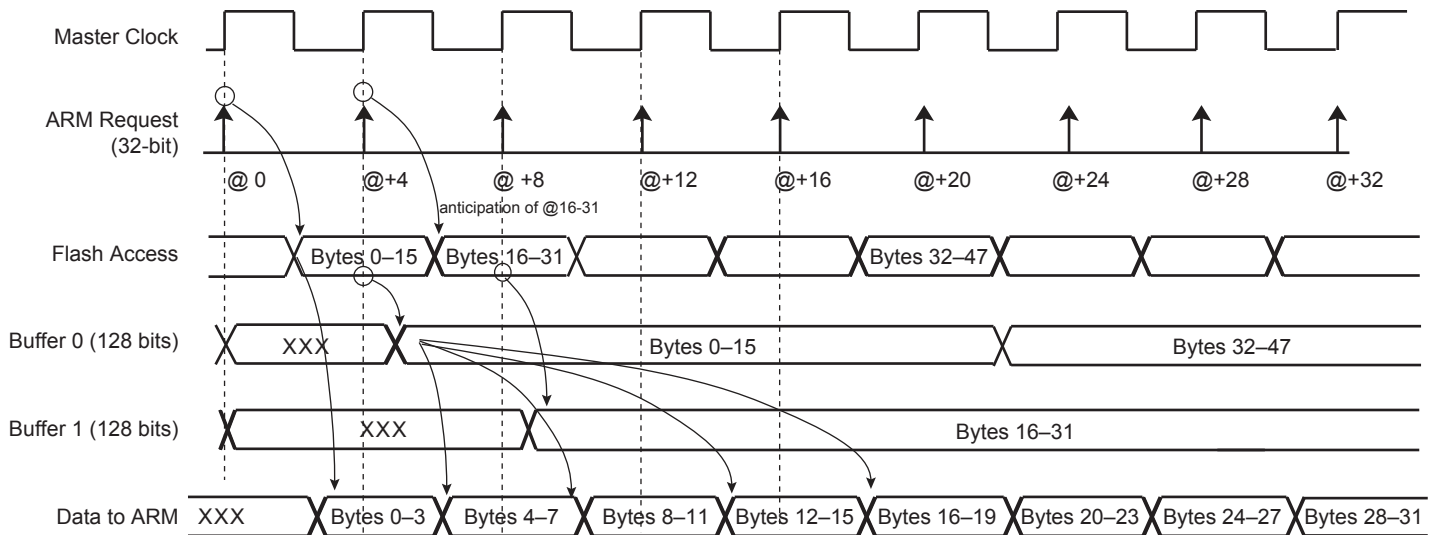 Master Clock
ARM Request
(32-bit)
@ 0 @+4 @ +8 @+12 @+16 @+20 @+24 @+28 @+32
anticipation of @16-31
Flash Access Bytes 0–15 Bytes 16–31 Bytes 32–47
Buffer 0 (128 bits) XXX Bytes 0–15 Bytes 32–47
Buffer 1 (128 bits) XXX Bytes 16–31
Data to ARM XXX Bytes 0–3 Bytes 4–7 Bytes 8–11 Bytes 12–15 Bytes 16–19 Bytes 20–23 Bytes 24–27 Bytes 28–31